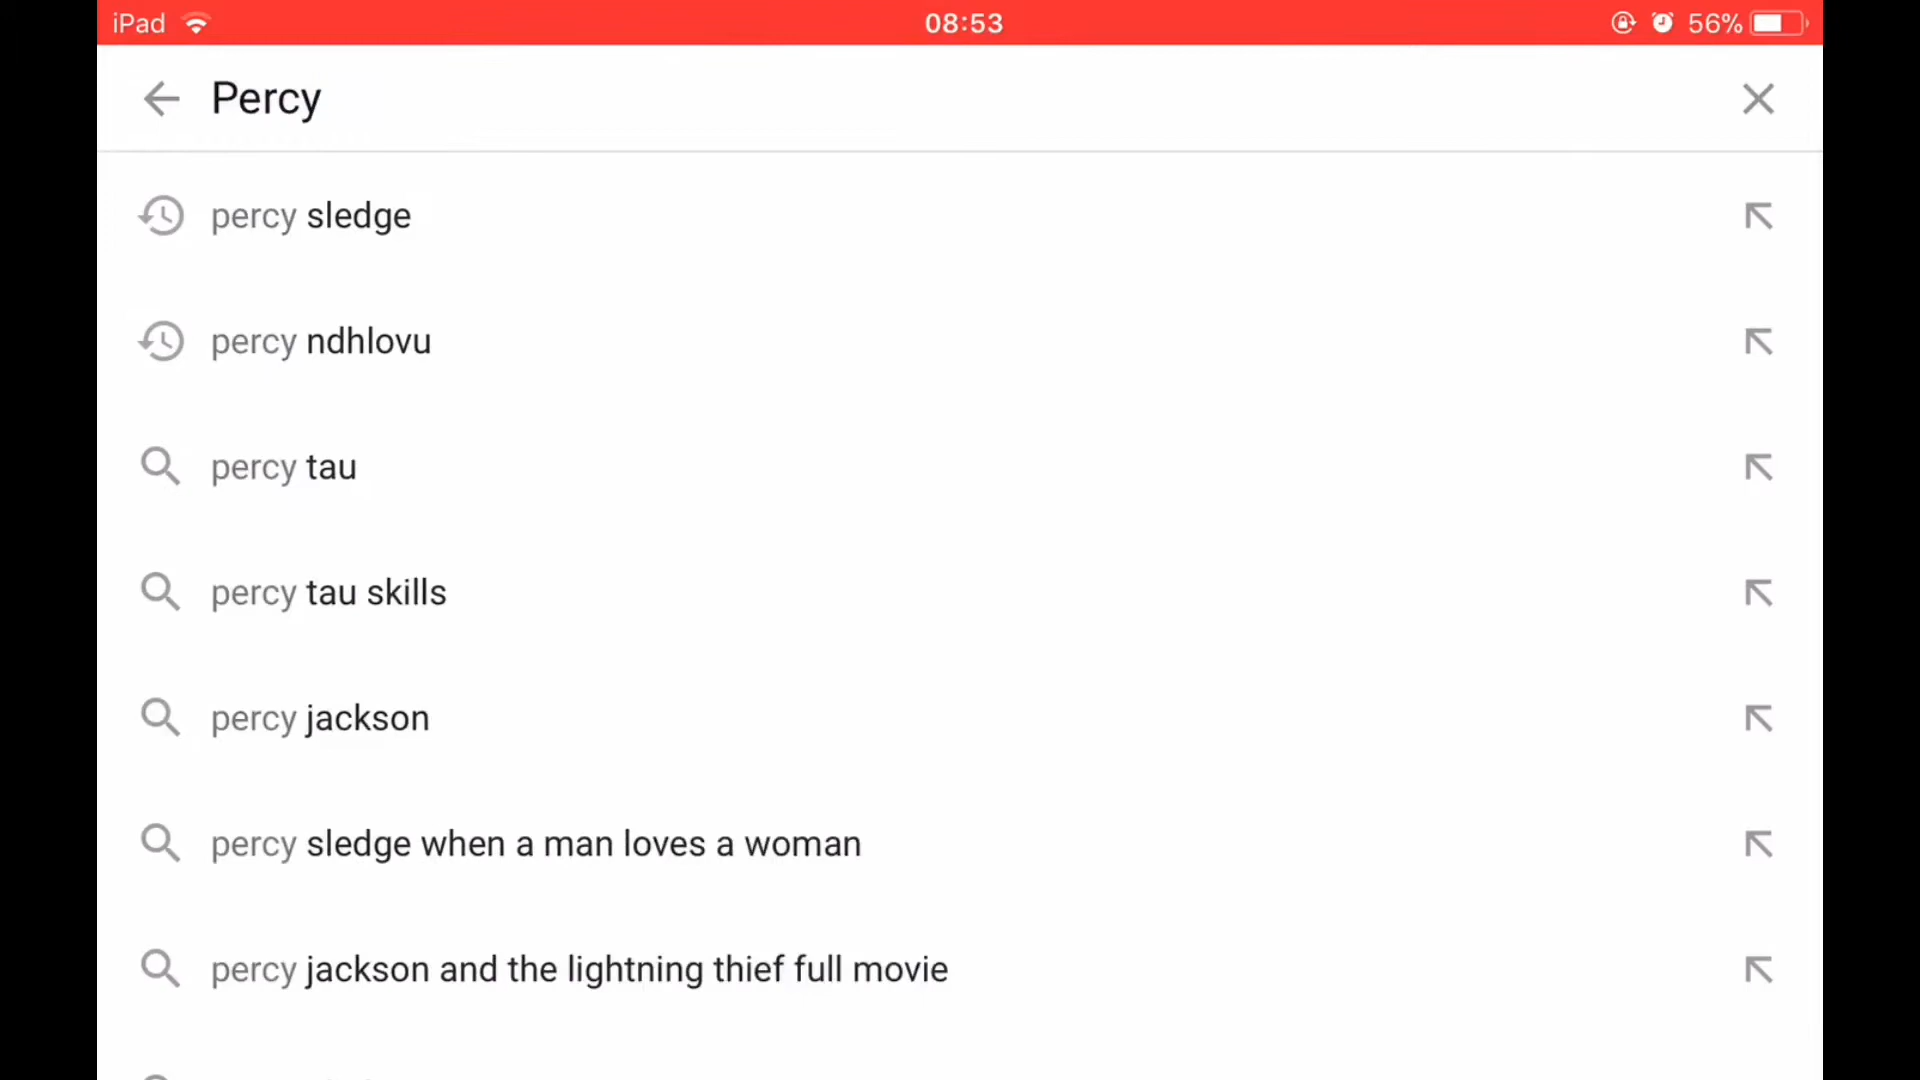 iPad 08:53 56%
Percy
percy sledge
percy ndhlovu
percy tau
percy tau skills
percy jackson
percy sledge when a man loves a woman
percy jackson and the lightning thief full movie